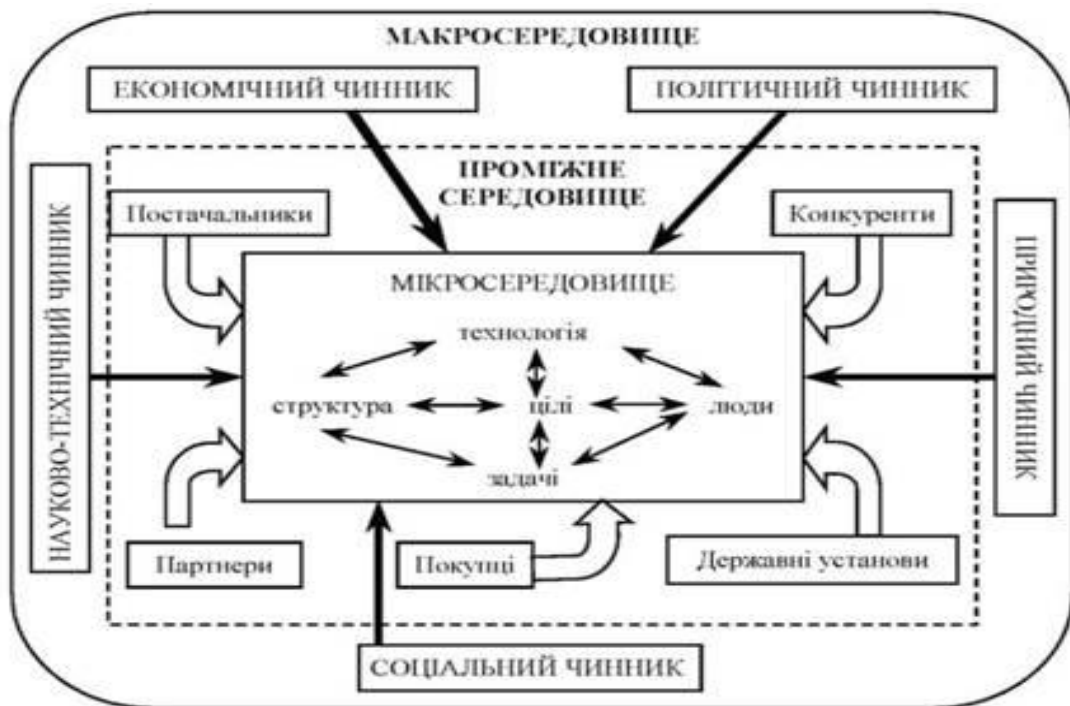 МАКРОСЕРЕДОВИЩЕ
ЕКОНОМІЧНИЙ ЧИННИК
ПОЛІТИЧНИЙ ЧИННИК
ПРОМІЖНЕ
СЕРЕДОВИЩЕ
Постачальники
Конкуренти
НАУКОВО-ТЕХНІЧНИЙ ЧИННИК
ПРИРОДНИЙ ЧИННИК
МІКРОСЕРЕДОВИЩЕ
технологія
структура
цілі
люди
задачі
Партнери
Покупці
Державні установи
СОЦІАЛЬНИЙ ЧИННИК